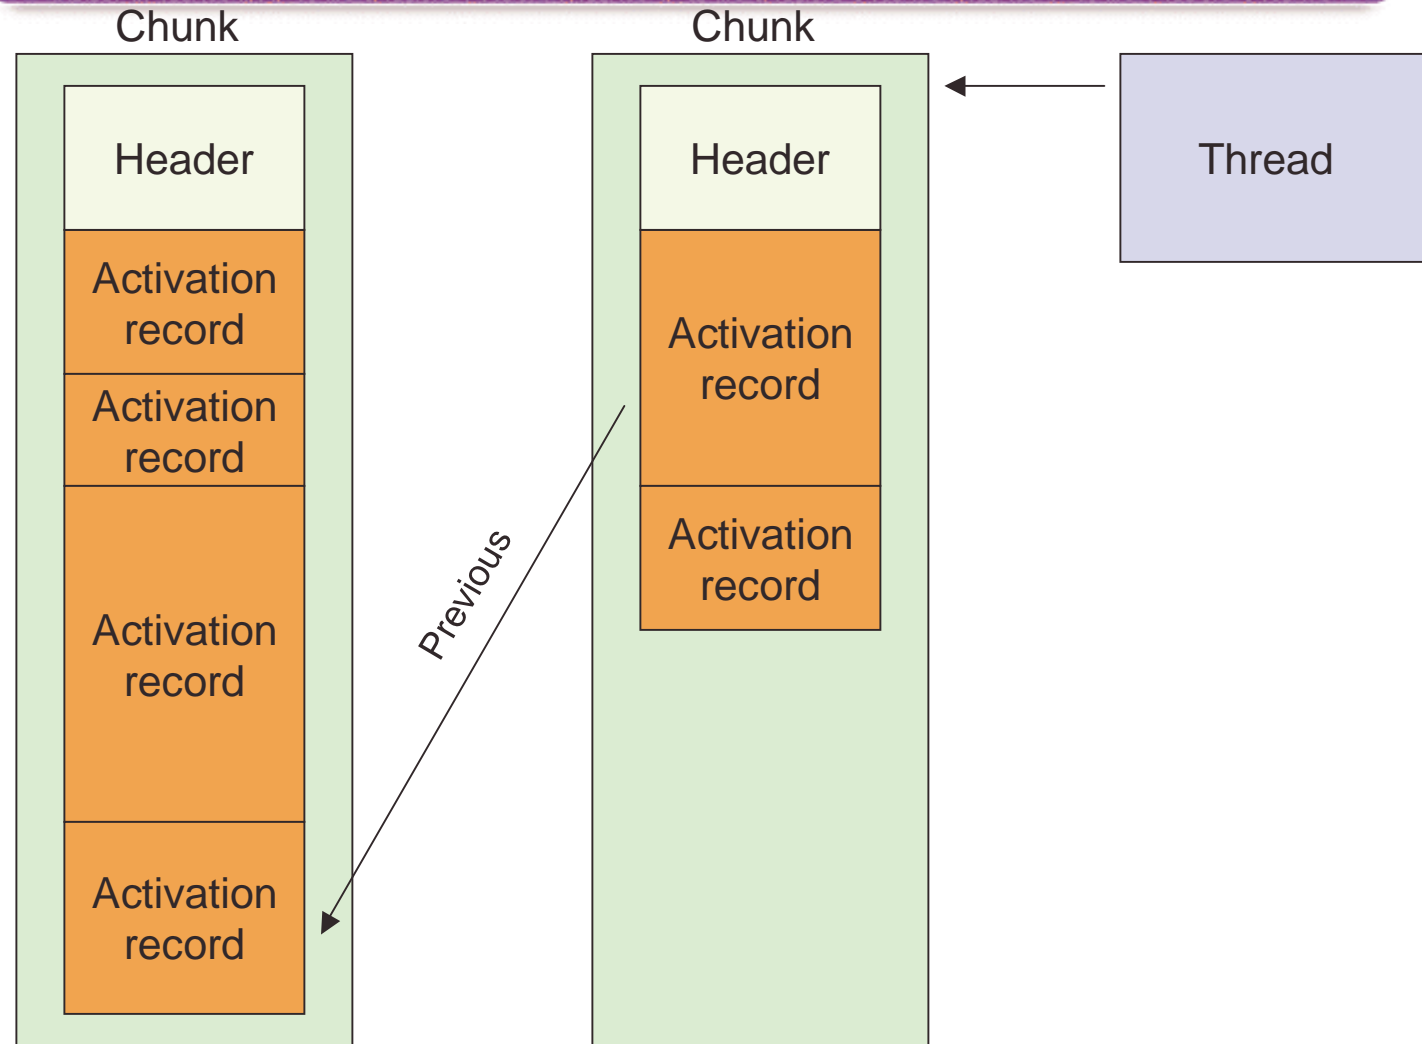 Chunk
Header
Activation
record
Activation
record
Activation
record
Activation
record
Previous
Chunk
Header
Activation
record
Activation
record
Thread